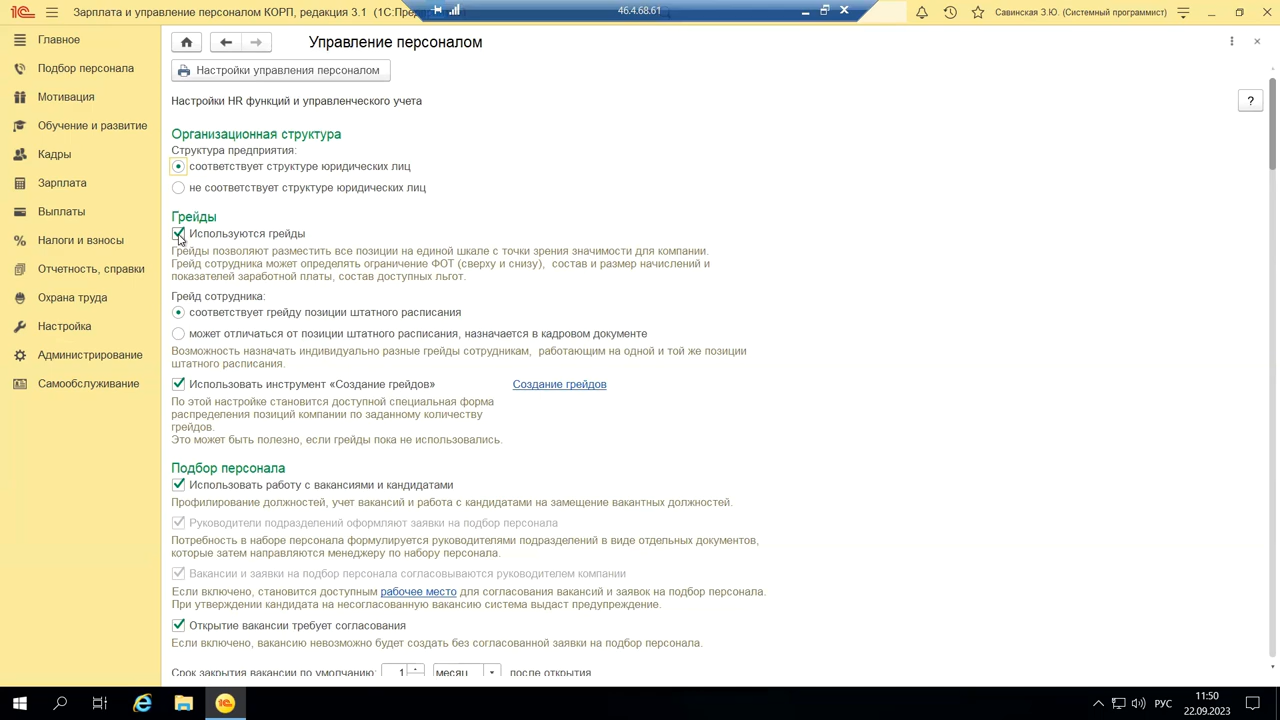 Зарплата и управление персоналом КОРП, редакция 3.1 (1С:Пре
46.4.68.61
Савинская З.Ю. (Системный программист)
Главное
Подбор персонала
Мотивация
Обучение и развитие
Кадры
Зарплата
Выплаты
Налоги и взносы
Отчетность, справки
Охрана труда
Настройка
Администрирование
Самообслуживание
Управление персоналом
Настройки управления персоналом
Настройки HR функций и управленческого учета
?
Организационная структура
Структура предприятия:
соответствует структуре юридических лиц
не соответствует структуре юридических лиц
Грейды
Используются грейды
Грейды позволяют разместить все позиции на единой шкале с точки зрения значимости для компании.
Грейд сотрудника может определять ограничение ФОТ (сверху и снизу), состав и размер начислений и
показателей заработной платы, состав доступных льгот.
Грейд сотрудника:
соответствует грейду позиции штатного расписания
может отличаться от позиции штатного расписания, назначается в кадровом документе
Возможность назначать индивидуально разные грейды сотрудникам, работающим на одной и той же позиции
штатного расписания.
Использовать инструмент «Создание грейдов» Создание грейдов
По этой настройке становится доступной специальная форма
распределения позиций компании по заданному количеству
грейдов.
Это может быть полезно, если грейды пока не использовались.
Подбор персонала
Использовать работу с вакансиями и кандидатами
Профилирование должностей, учет вакансий и работа с кандидатами на замещение вакантных должностей.
Руководители подразделений оформляют заявки на подбор персонала
Потребность в наборе персонала формулируется руководителями подразделений в виде отдельных документов,
которые затем направляются менеджеру по набору персонала.
Вакансии и заявки на подбор персонала согласовываются руководителем компании
Если включено, становится доступным рабочее место для согласования вакансий и заявок на подбор персонала.
При утверждении кандидата на несогласованную вакансию система выдаст предупреждение.
Открытие вакансии требует согласования
Если включено, вакансию невозможно будет создать без согласованной заявки на подбор персонала.
Срок закрытия вакансии по умолчанию: 1 месяц после открытия
РУС
11:50
22.09.2023